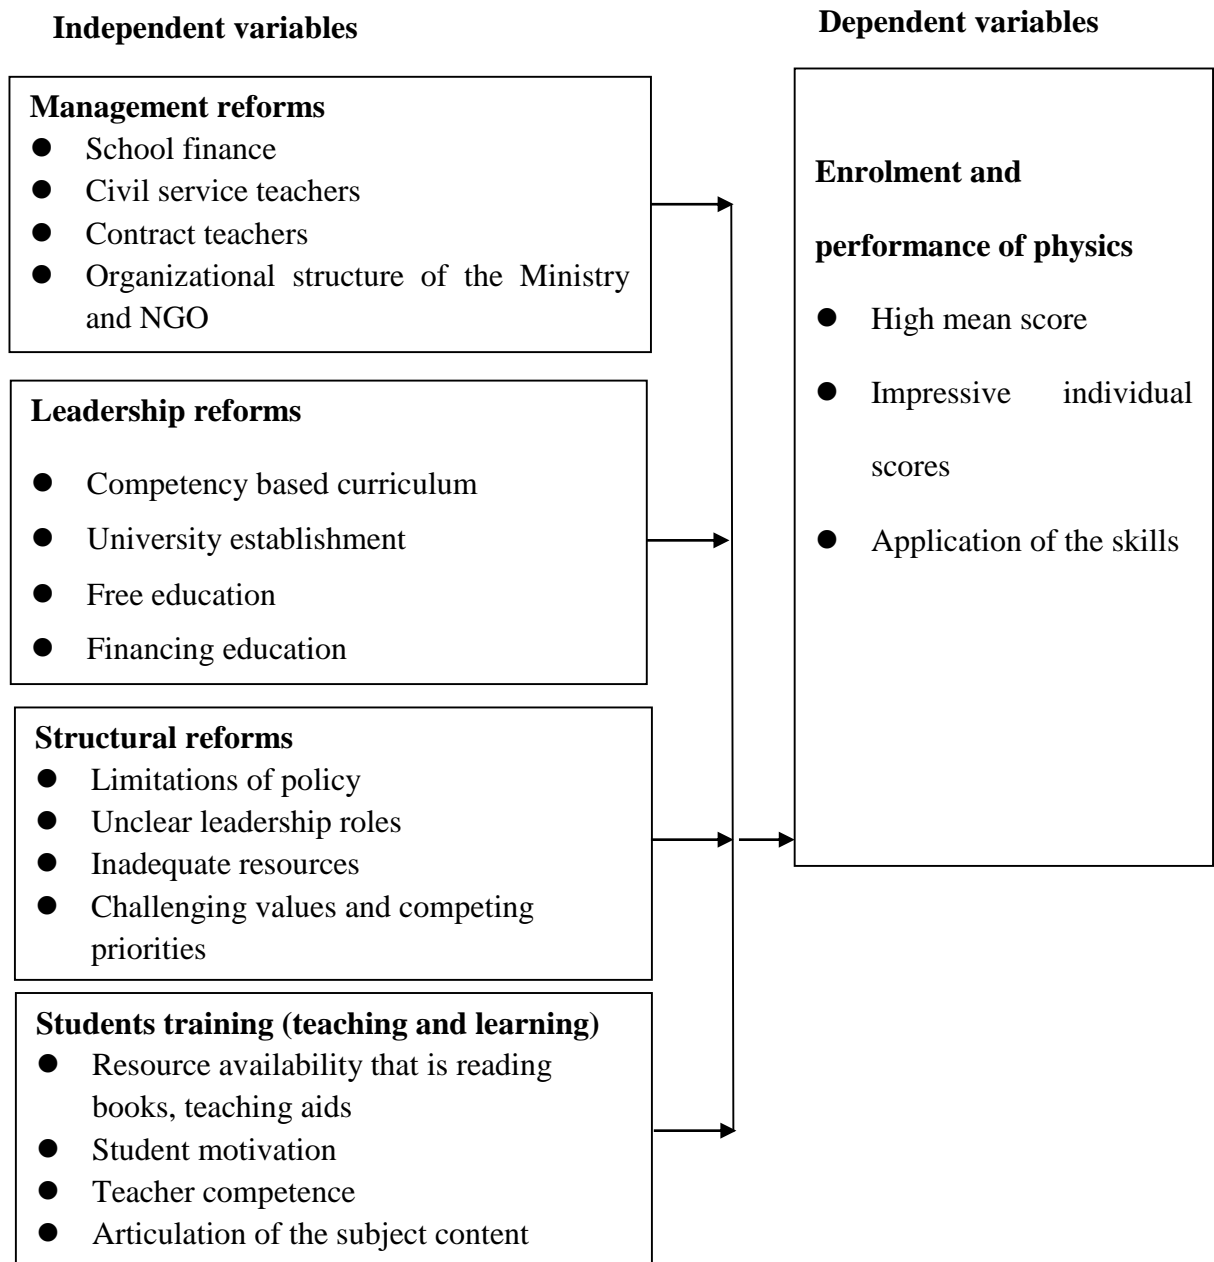 Independent variables
Management reforms
● School finance
● Civil service teachers
● Contract teachers
● Organizational structure of the Ministry
and NGO
Leadership reforms
● Competency based curriculum
● University establishment
● Free education
● Financing education
Structural reforms
● Limitations of policy
● Unclear leadership roles
● Inadequate resources
● Challenging values and competing
priorities
Students training (teaching and learning)
● Resource availability that is reading
books, teaching aids
● Student motivation
● Teacher competence
● Articulation of the subject content
Dependent variables
Enrolment and
performance of physics
● High mean score
● Impressive individual
scores
● Application of the skills